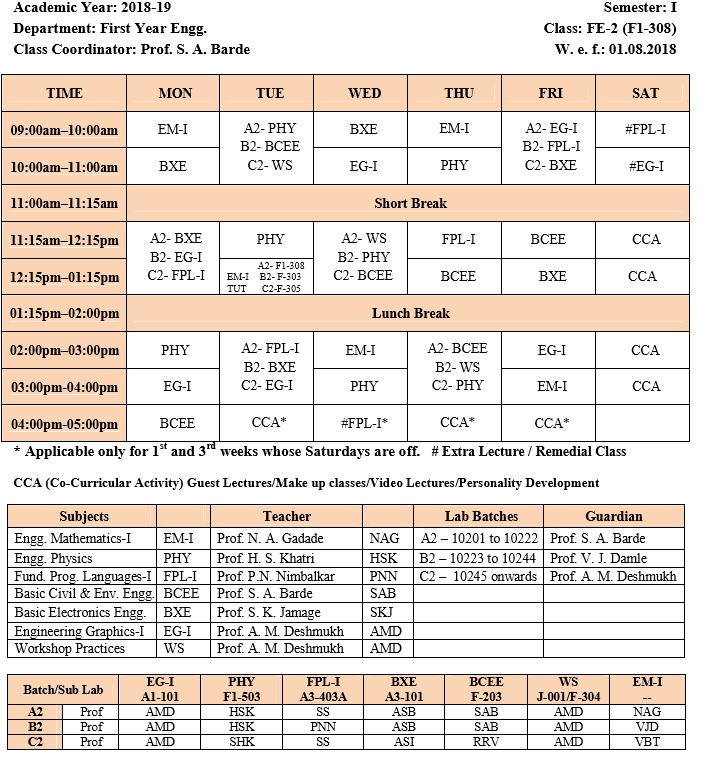 Academic Year: 2018-19 Semester: I
Department: First Year Engg. Class: FE-2 (F1-308)
Class Coordinator: Prof. S. A. Barde W. e. f.: 01.08.2018
TIME MON TUE WED THU FRI SAT
09:00am–10:00am EM-I A2- PHY BXE EM-I A2- EG-I #FPL-I
B2- BCEE B2- FPL-I
10:00am–11:00am BXE C2- WS EG-I PHY C2- BXE #EG-I
11:00am–11:15am Short Break
11:15am–12:15pm A2- BXE PHY A2- WS FPL-I BCEE CCA
B2- EG-I B2- PHY
12:15pm–01:15pm C2- FPL-I EM-I TUT A2- F1-308 B2- F-303 C2-F-305 C2- BCEE BCEE BXE CCA
01:15pm–02:00pm Lunch Break
02:00pm–03:00pm PHY A2- FPL-I EM-I A2- BCEE EG-I CCA
B2- BXE B2- WS
03:00pm-04:00pm EG-I C2- EG-I PHY C2- PHY EM-I CCA
04:00pm-05:00pm BCEE CCA* #FPL-I* CCA* CCA*
* Applicable only for 1st and 3rd weeks whose Saturdays are off. # Extra Lecture / Remedial Class
CCA (Co-Curricular Activity) Guest Lectures/Make up classes/Video Lectures/Personality Development
Subjects Teacher Lab Batches Guardian
Engg. Mathematics-I EM-I Prof. N. A. Gadade NAG A2 – 10201 to 10222 Prof. S. A. Barde
Engg. Physics PHY Prof. H. S. Khatri HSK B2 – 10223 to 10244 Prof. V. J. Damle
Fund. Prog. Languages-I FPL-I Prof. P.N. Nimbalkar PNN C2 – 10245 onwards Prof. A. M. Deshmukh
Basic Civil & Env. Engg. BCEE Prof. S. A. Barde SAB
Basic Electronics Engg. BXE Prof. S. K. Jamage SKJ
Engineering Graphics-I EG-I Prof. A. M. Deshmukh AMD
Workshop Practices WS Prof. A. M. Deshmukh AMD
Batch/Sub Lab EG-I PHY FPL-I BXE BCEE WS EM-I
A1-101 F1-503 A3-403A A3-101 F-203 J-001/F-304 --
A2 Prof AMD HSK SS ASB SAB AMD NAG
B2 Prof AMD HSK PNN ASB SAB AMD VJD
C2 Prof AMD SHK SS ASI RRV AMD VBT